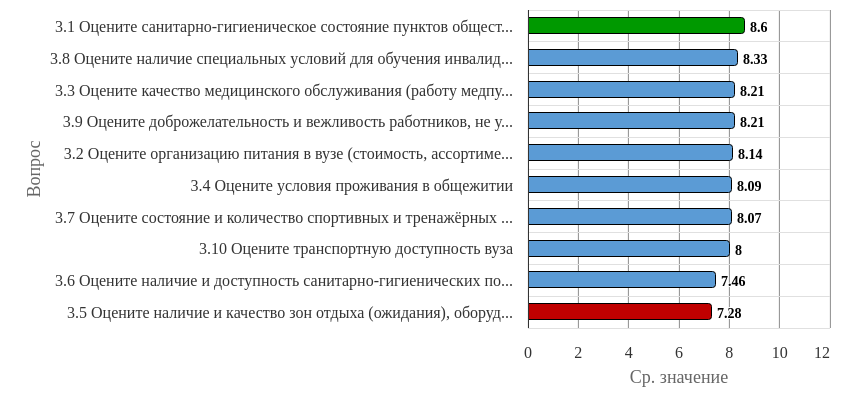 3.1 Оцените санитарно-гигиеническое состояние пунктов общест... 8.6
3.8 Оцените наличие специальных условий для обучения инвалид... 8.33
3.3 Оцените качество медицинского обслуживания (работу медпу... 8.21
3.9 Оцените доброжелательность и вежливость работников, не у... 8.21
3.2 Оцените организацию питания в вузе (стоимость, ассортиме... 8.14
3.4 Оцените условия проживания в общежитии 8.09
3.7 Оцените состояние и количество спортивных и тренажёрных ... 8.07
3.10 Оцените транспортную доступность вуза 8
3.6 Оцените наличие и доступность санитарно-гигиенических по... 7.46
3.5 Оцените наличие и качество зон отдыха (ожидания), оборуд... 7.28
Вопрос
0 2 4 6 8 10 12
Ср. значение